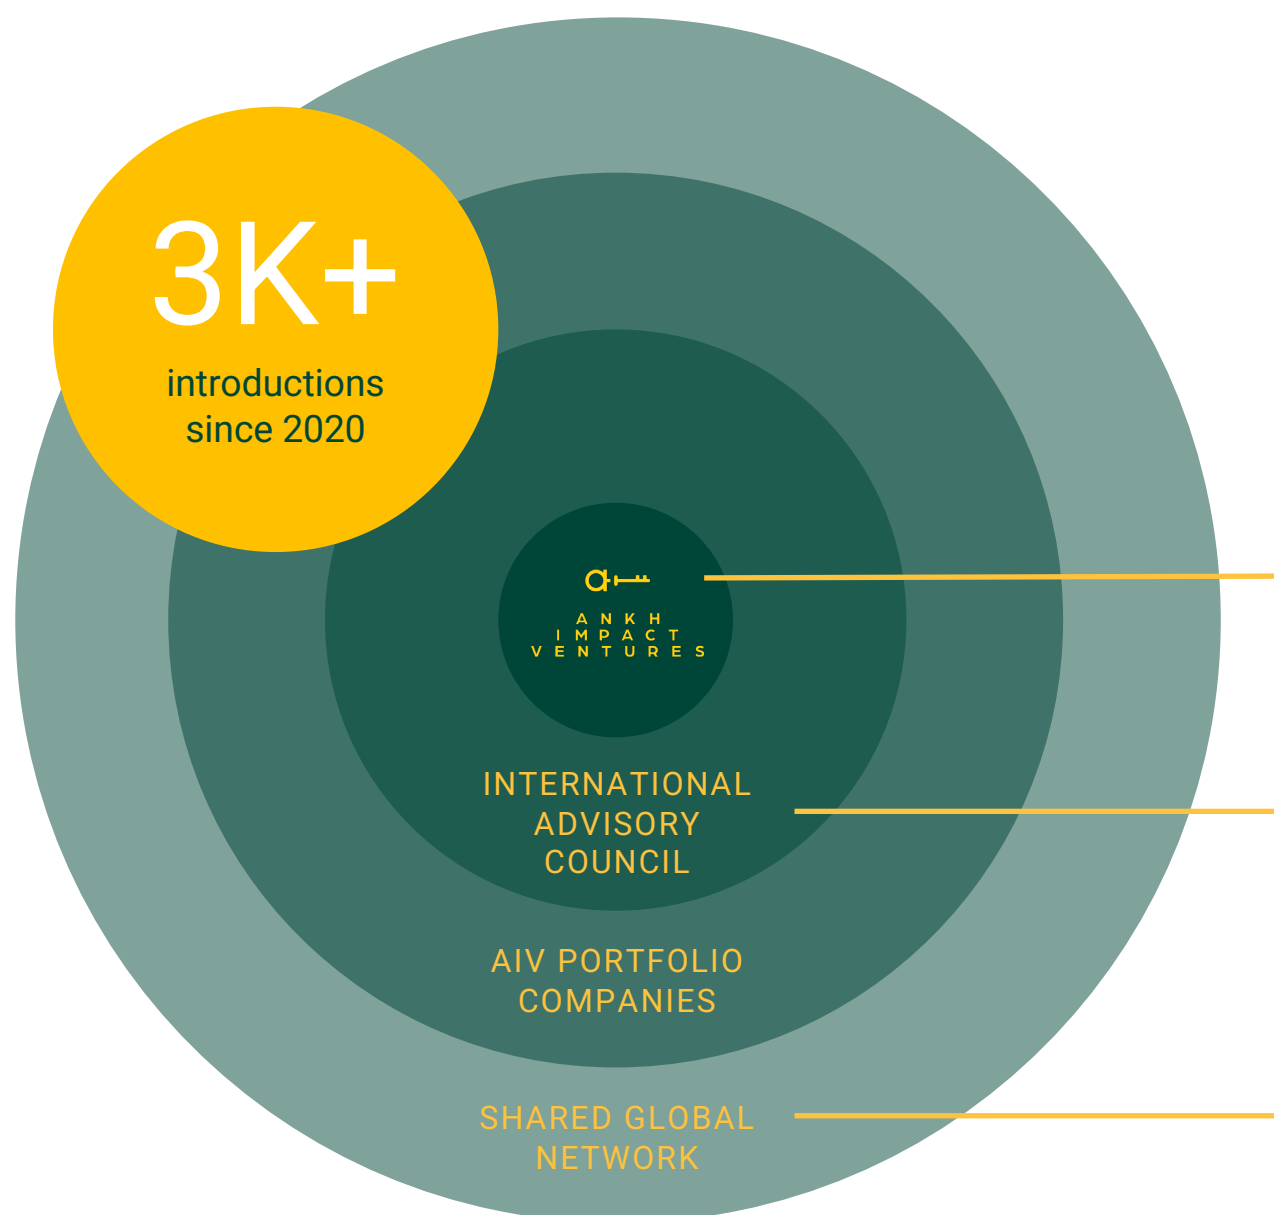 3K+
introductions
since 2020
ANKH
IMPACT
VENTURES
INTERNATIONAL
ADVISORY
COUNCIL
AIV PORTFOLIO
COMPANIES
SHARED GLOBAL
NETWORK